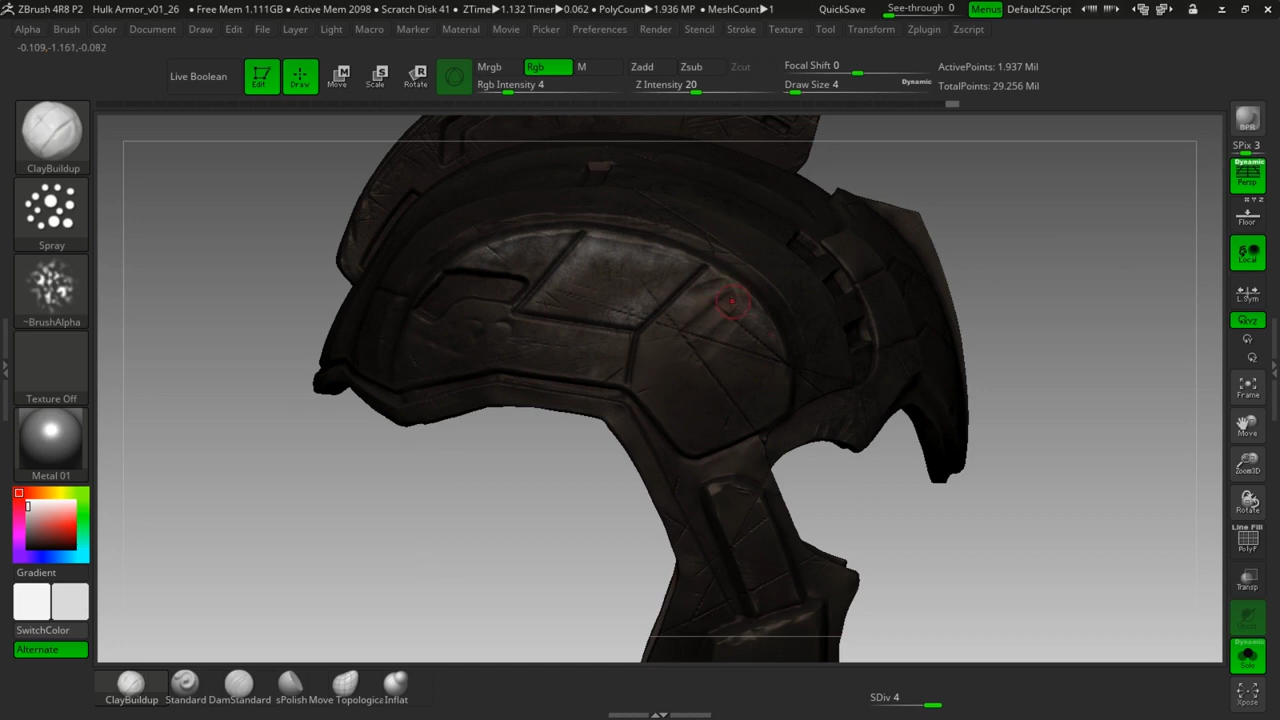 ZBrush 4R8 P2 Hulk Armor_v01_26 • Free Mem 1.111GB • Active Mem 2098 • Scratch Disk 41 • ZTime▶1.132 Timer▶0.062 • PolyCount▶1.936 MP • MeshCount▶1 QuickSave See-through 0 Menus DefaultZScript
Alpha Brush Color Document Draw Edit File Layer Light Macro Marker Material Movie Picker Preferences Render Stencil Stroke Texture Tool Transform Zplugin Zscript
-0.109,-1.161,-0.082
Live Boolean
Edit Draw Move Scale Rotate
Mrgb Rgb M Zadd Zsub Zcut
Rgb Intensity 4 Z Intensity 20
Focal Shift 0
Draw Size 4 Dynamic
ActivePoints: 1.937 Mil
TotalPoints: 29.256 Mil
ClayBuildup
Spray
~BrushAlpha
Texture Off
Metal 01
Gradient
SwitchColor
Alternate
BPR
SPix 3
Dynamic
Persp
Floor
Local
L.Sym
Frame
Move
Zoom3D
Rotate
Line Fill
PolyF
Transp
Dynamic
Solo
Xpose
ClayBuildup Standard DamStandard sPolish Move Topologica Inflat
SDiv 4